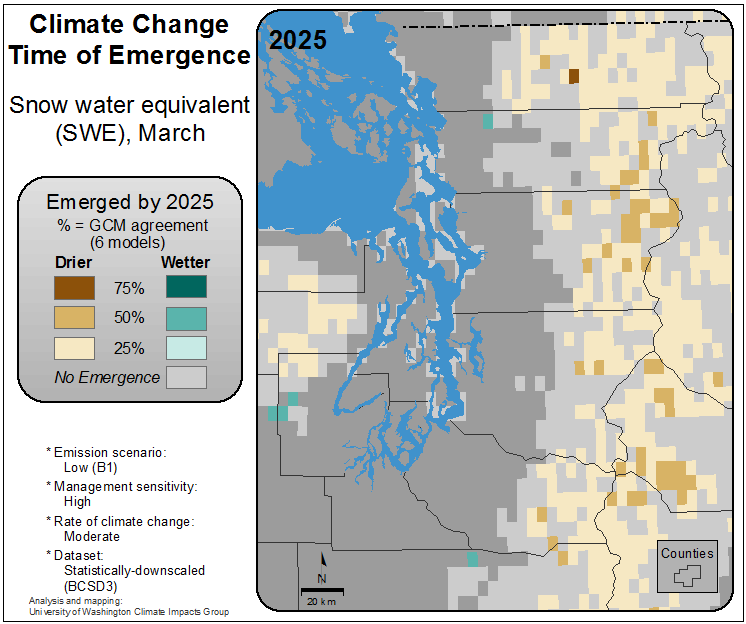 Climate Change
Time of Emergence
Snow water equivalent
(SWE), March
Emerged by 2025
% = GCM agreement
(6 models)
Drier Wetter
75%
50%
25%
No Emergence
* Emission scenario:
Low (B1)
* Management sensitivity:
High
* Rate of climate change:
Moderate
* Dataset:
Statistically-downscaled
(BCSD3)
Analysis and mapping:
University of Washington Climate Impacts Group
2025
N
20 km
Counties